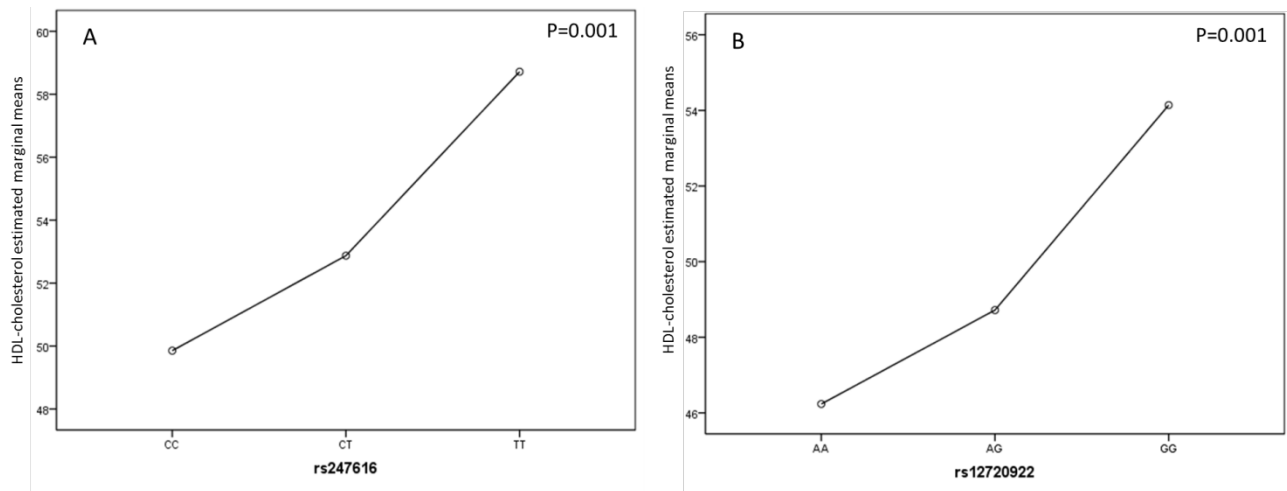 A
P=0.001
HDL-cholesterol estimated marginal means
60
58
56
54
52
50
48
CC
CT
TT
rs247616
B
P=0.001
HDL-cholesterol estimated marginal means
56
54
52
50
48
46
AA
AG
GG
rs12720922